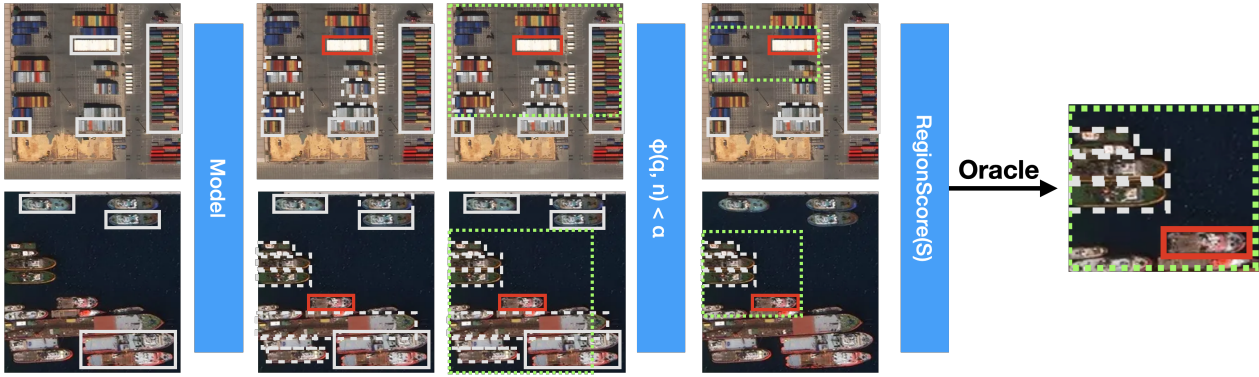 Model
ϕ(q, n) < α
RegionScore(S)
Oracle